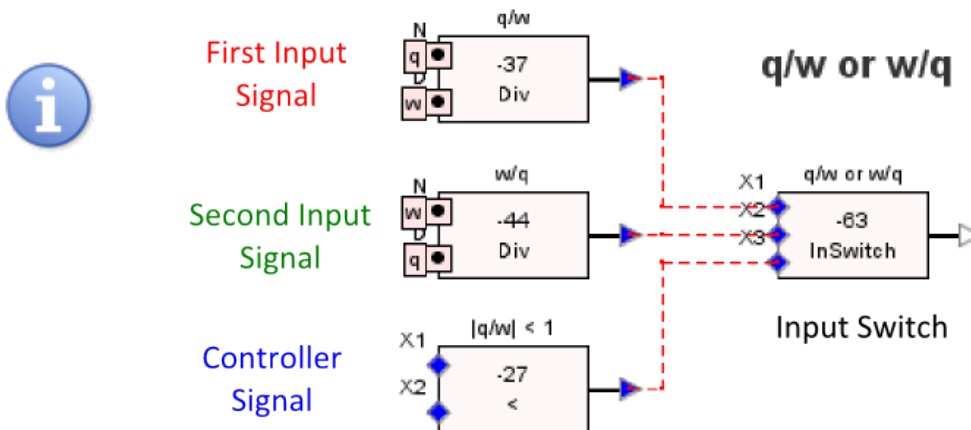 q/w
First Input
Signal
N
q
D
w
-37
Div
q/w or w/q
w/q
Second Input
Signal
N
w
D
q
-44
Div
X1
X2
X3
q/w or w/q
-63
InSwitch
Input Switch
|q/w| < 1
Controller
Signal
X1
X2
-27
<